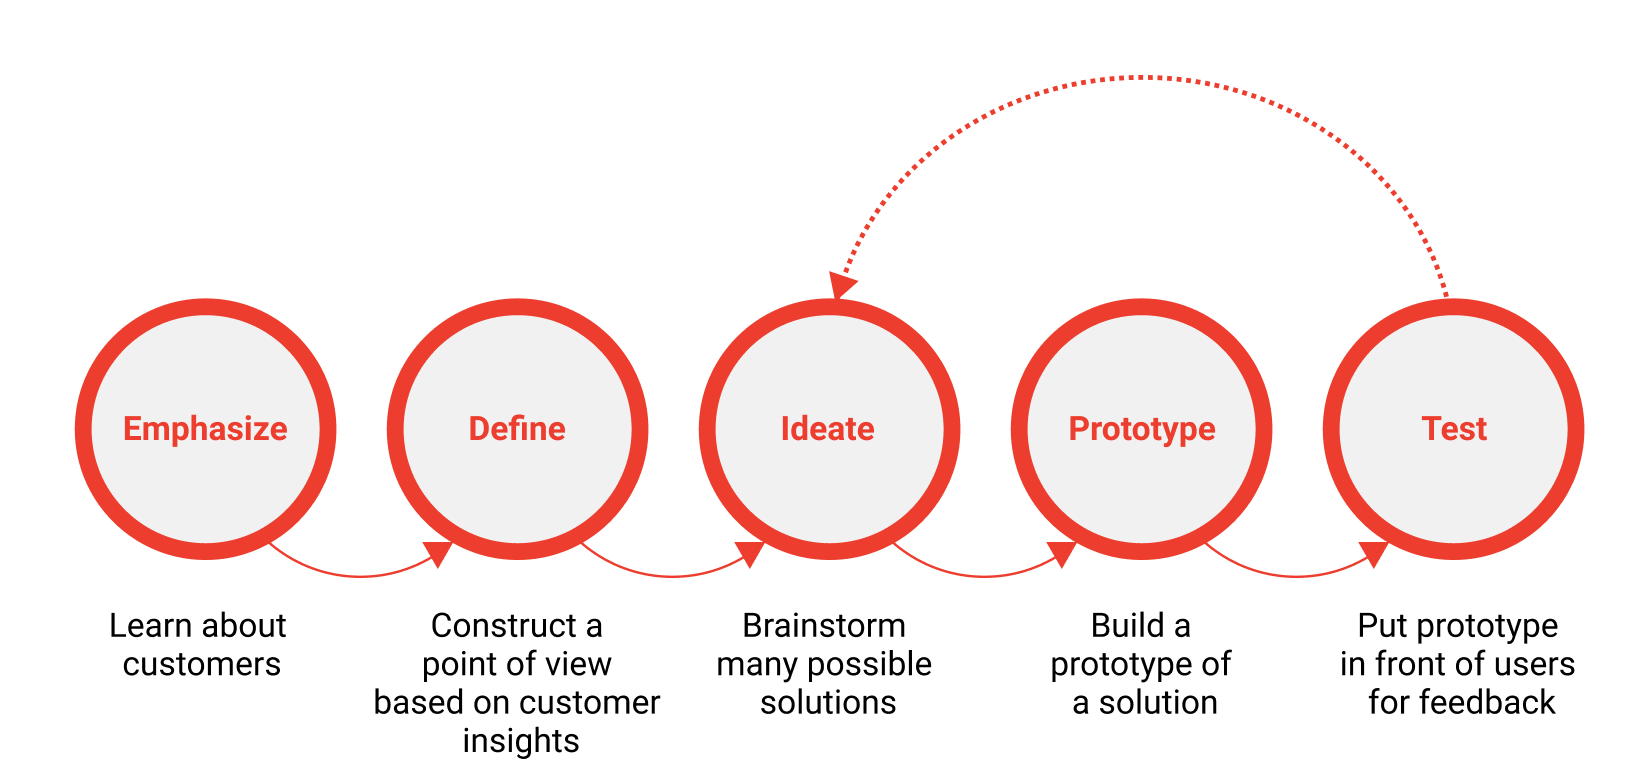 Emphasize
Define
Ideate
Prototype
Test
Learn about
customers
Construct a
point of view
based on customer
insights
Brainstorm
many possible
solutions
Build a
prototype of
a solution
Put prototype
in front of users
for feedback